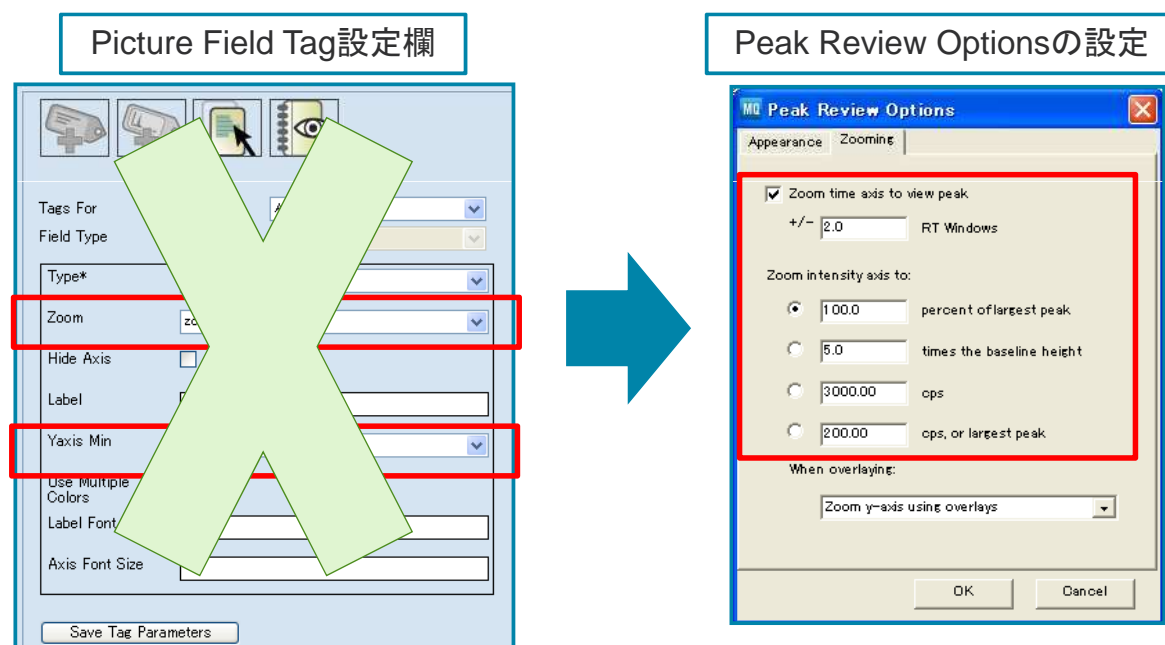 Picture Field Tag設定欄
Tags For
Field Type
Type*
Zoom
Hide Axis
Label
Yaxis Min
Use Multiple
Colors
Label Font
Axis Font Size
Save Tag Parameters
Peak Review Optionsの設定
MQ Peak Review Options
Appearance Zooming
Zoom time axis to view peak
+/- 2.0 RT Windows
Zoom intensity axis to:
100.0 percent of largest peak
5.0 times the baseline height
3000.00 cps
200.00 cps, or largest peak
When overlaying:
Zoom y-axis using overlays
OK Cancel